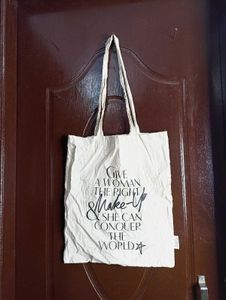 GIVE
A WOMAN
THE RIGHT
Make-Up
& SHE CAN
CONQUER
THE
WORLD